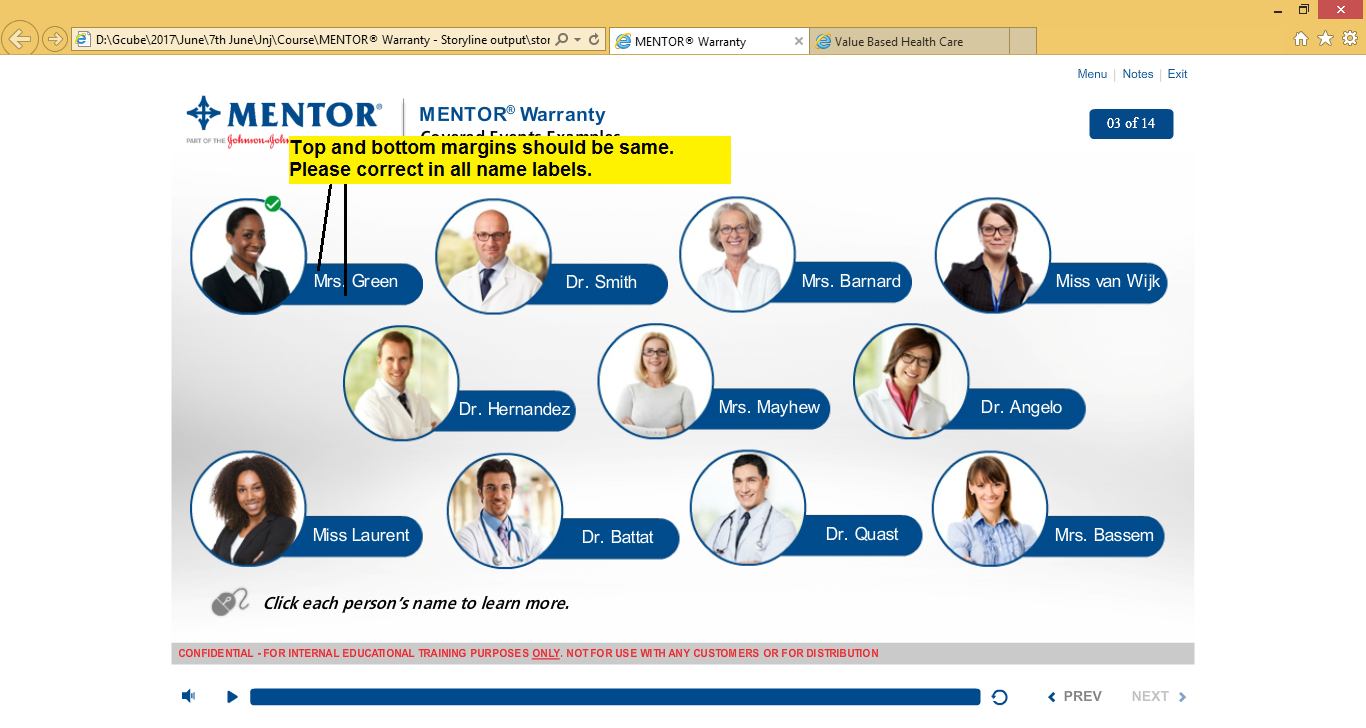 D:\Gcube\2017\June\7th June\Jnj\Course\MENTOR® Warranty - Storyline output\stor
MENTOR® Warranty
Value Based Health Care
Menu | Notes | Exit
MENTOR®
PART OF THE Johnson&John
MENTOR® Warranty
Covered Events Examples
03 of 14
Top and bottom margins should be same.
Please correct in all name labels.
Mrs. Green
Dr. Smith
Mrs. Barnard
Miss van Wijk
Dr. Hernandez
Mrs. Mayhew
Dr. Angelo
Miss Laurent
Dr. Battat
Dr. Quast
Mrs. Bassem
Click each person's name to learn more.
CONFIDENTIAL - FOR INTERNAL EDUCATIONAL TRAINING PURPOSES ONLY. NOT FOR USE WITH ANY CUSTOMERS OR FOR DISTRIBUTION
PREV
NEXT